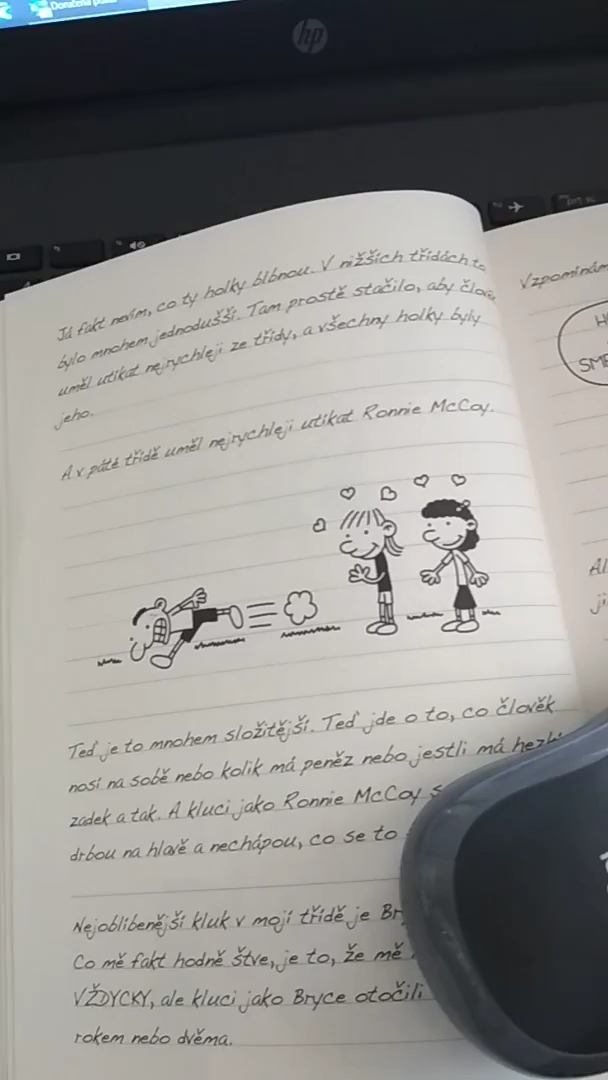 Doručená pošta
hp
Já fakt nevím, co ty holky blbnou. V nižších třídách to
bylo mnohem jednodušší. Tam prostě stačilo, aby člověk
uměl utíkat nejrychleji ze třídy, a všechny holky byly
jeho.
A v páté třídě uměl nejrychleji utíkat Ronnie McCoy.
Teď je to mnohem složitější. Teď jde o to, co člověk
nosí na sobě nebo kolik má peněz nebo jestli má hezký
zadek a tak. A kluci jako Ronnie McCoy
drbou na hlavě a nechápou, co se to
Nejoblíbenější kluk v mojí třídě je
Co mě fakt hodně štve, je to, že mě
VŽDYCKY, ale kluci jako Bryce otočili
rokem nebo dvěma.